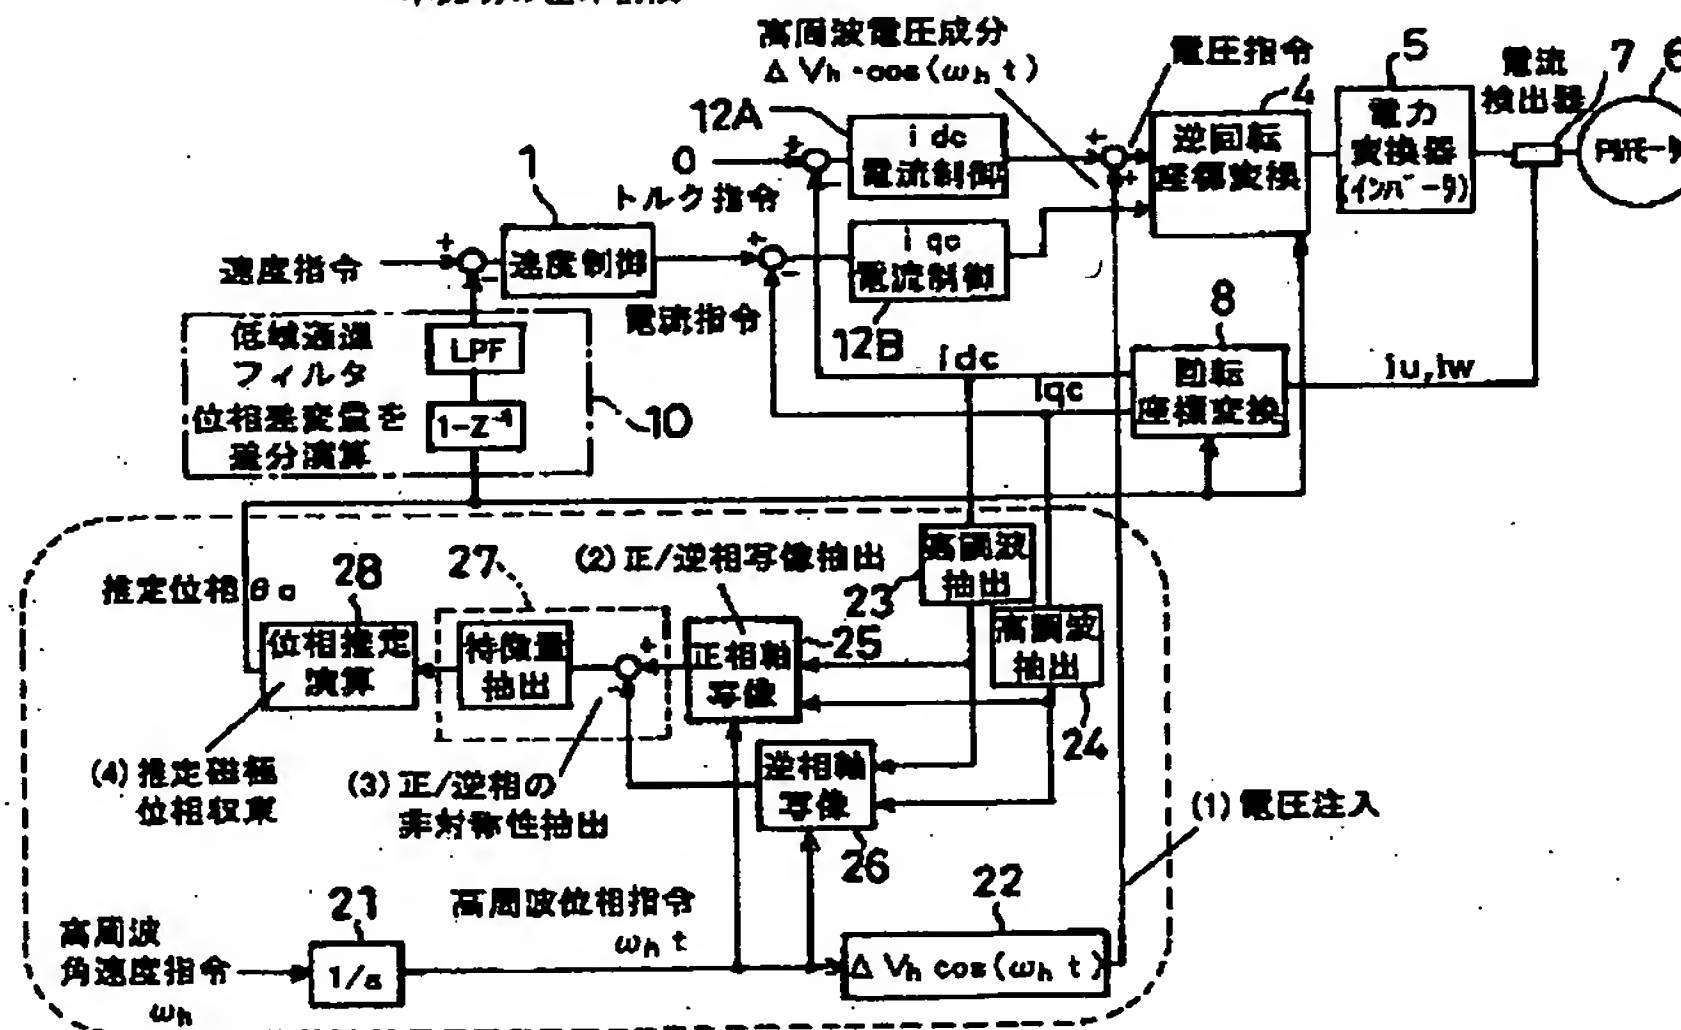 高周波電圧成分
Δ Vh・cos(ωh t)
電圧指令
5
電流
検出器
7
6
12A
4
0
i dc
電流制御
逆回転
座標変換
電力
変換器
(インバータ)
PMモータ
トルク指令
1
速度指令
速度制御
電流指令
i qc
電流制御
12B
8
低域通過
フィルタ
LPF
位相差変量を
差分演算
1-Z⁻¹
10
idc
iqc
回転
座標変換
iu,iw
推定位相 θc
28
27
(2)正/逆相写像抽出
高調波
抽出
23
25
高調波
抽出
24
位相推定
演算
特徴量
抽出
正相軸
写像
逆相軸
写像
26
(4)推定磁極
位相収束
(3)正/逆相の
非対称性抽出
(1)電圧注入
21
高周波位相指令
ωh t
22
高周波
角速度指令
ωh
1/s
Δ Vh cos(ωh t)
+
-
+
-
+
-
+
+
+
-